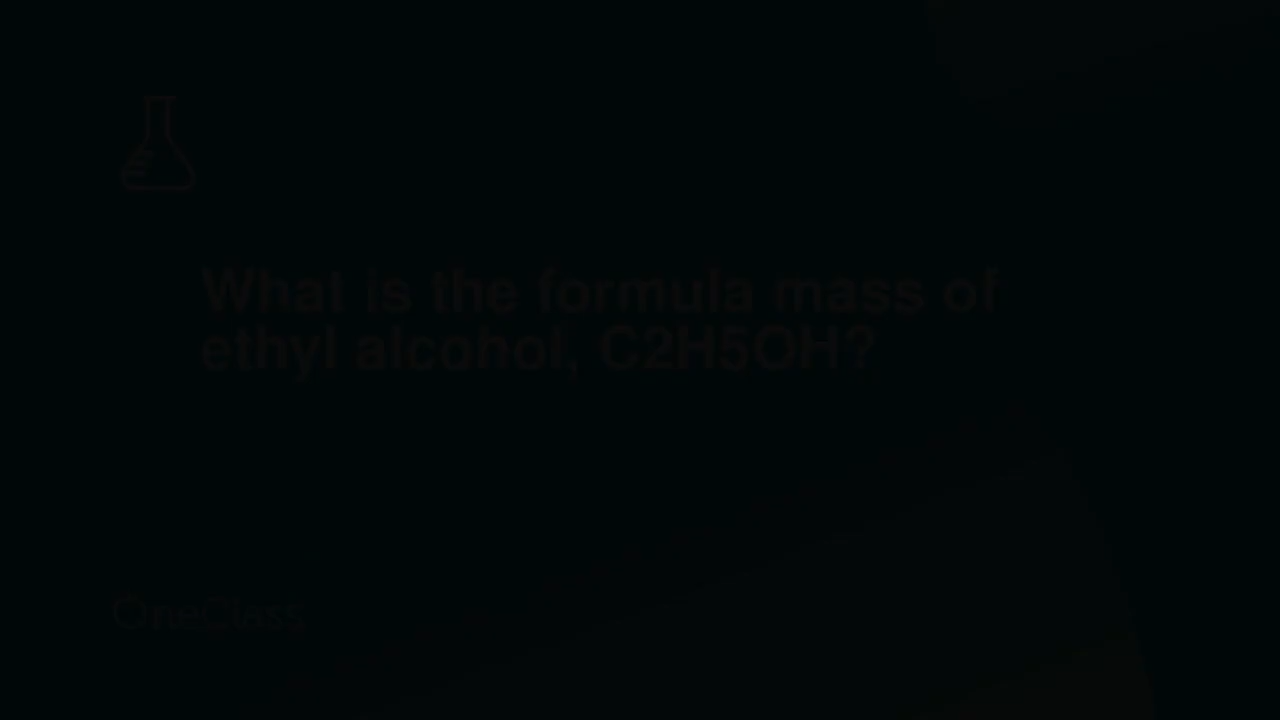 What is the formula mass of
ethyl alcohol, C2H5OH?
OneClass